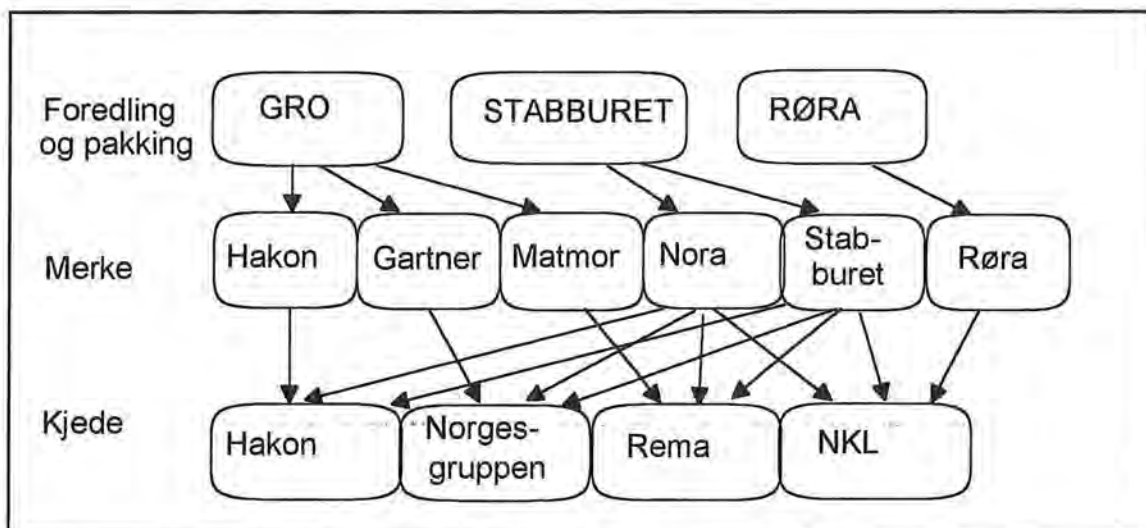 Foredling
og pakking
GRO
STABBURET
RØRA
Merke
Hakon
Gartner
Matmor
Nora
Stab-
buret
Røra
Kjede
Hakon
Norges-
gruppen
Rema
NKL